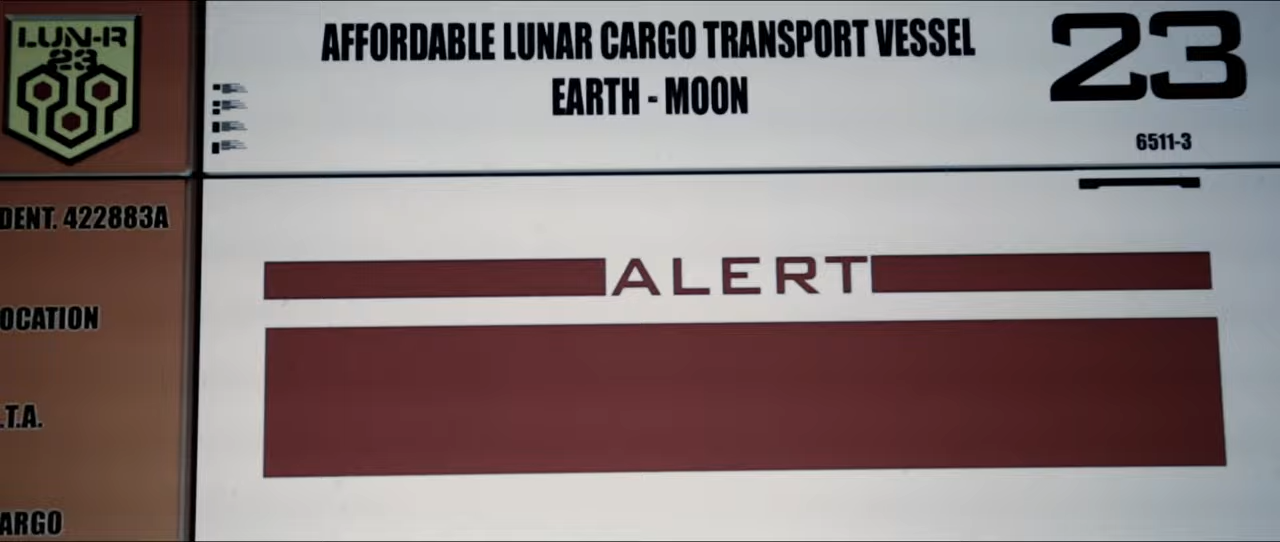 LUN-R
23
AFFORDABLE LUNAR CARGO TRANSPORT VESSEL
EARTH - MOON
23
6511-3
DENT. 422883A
OCATION
.T.A.
ARGO
ALERT